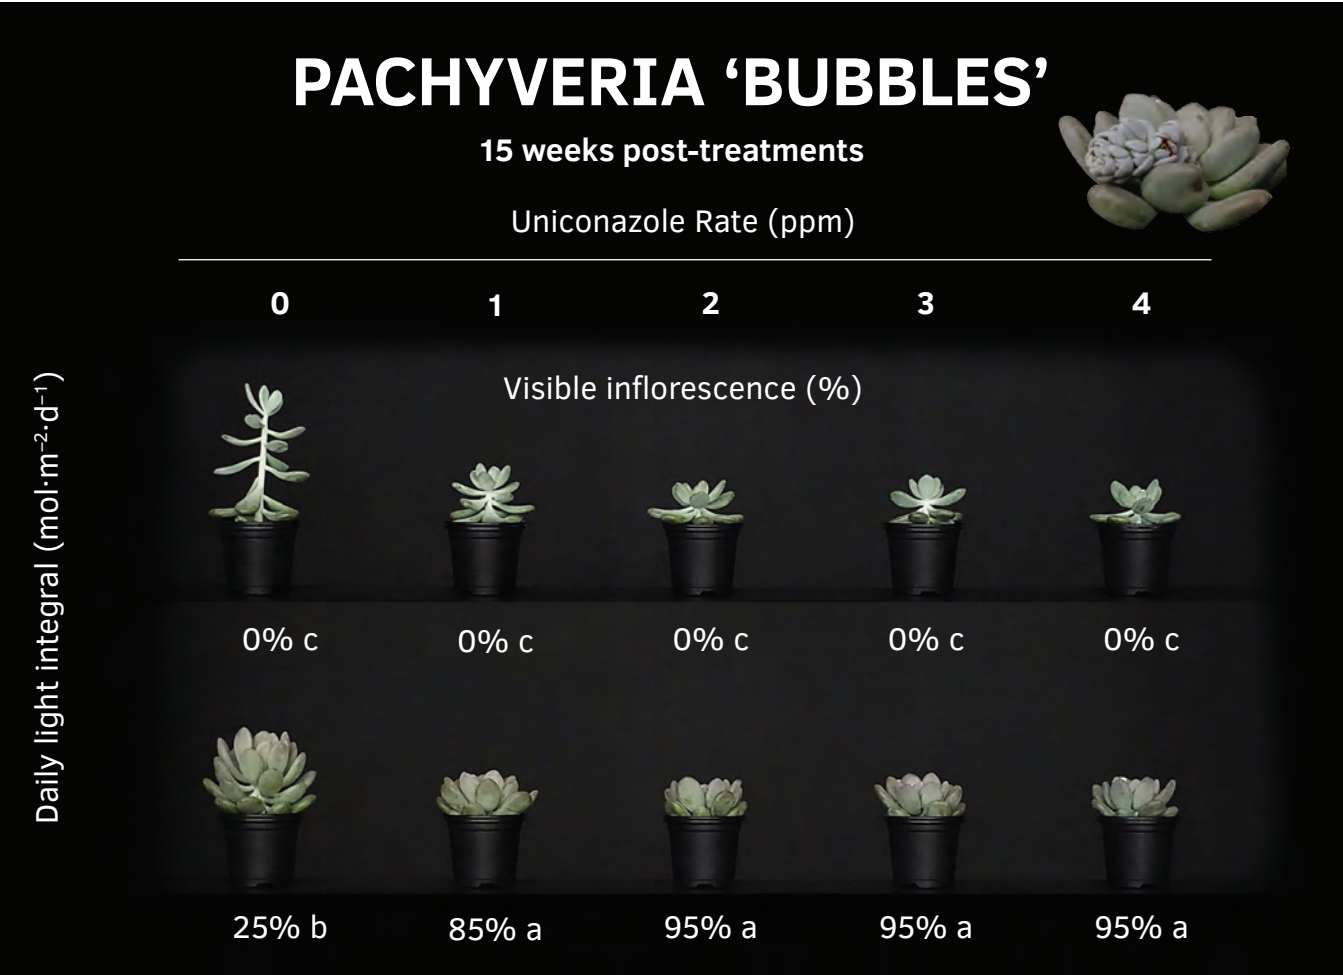 PACHYVERIA ‘BUBBLES’
15 weeks post-treatments
Uniconazole Rate (ppm)
0 1 2 3 4
Daily light integral (mol·m⁻²·d⁻¹)
Visible inflorescence (%)
0% c 0% c 0% c 0% c 0% c
25% b 85% a 95% a 95% a 95% a